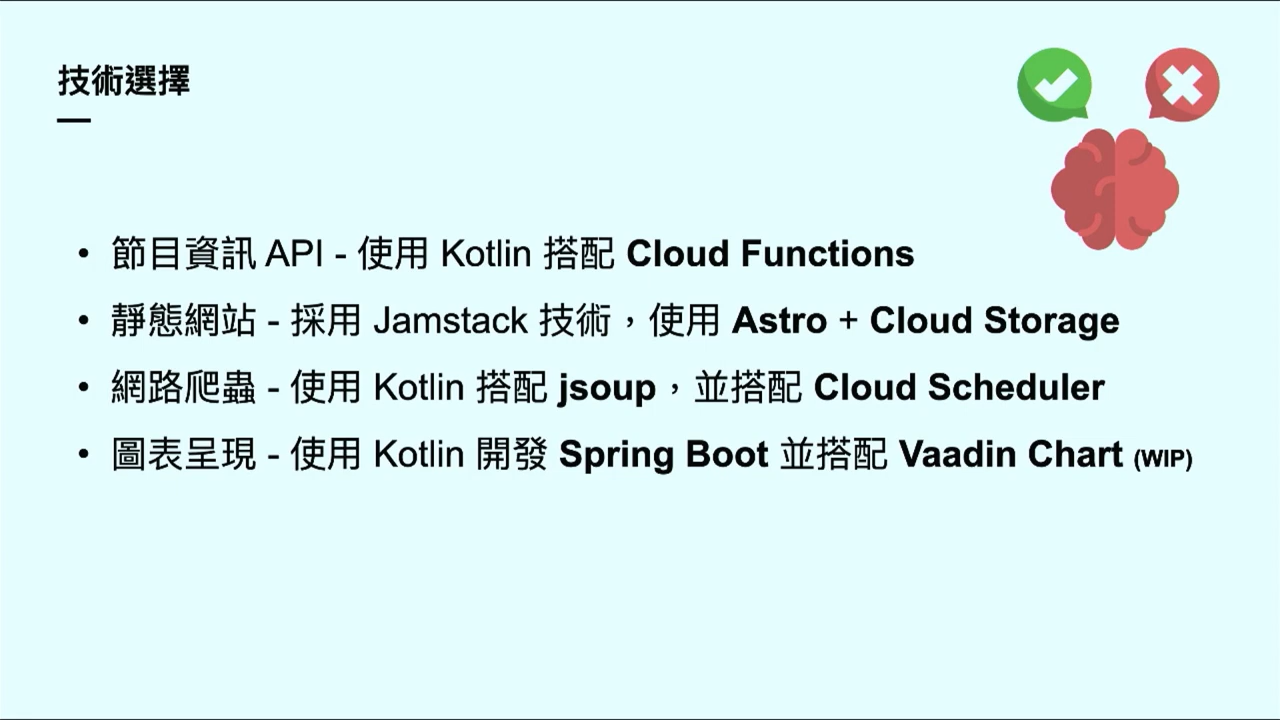 技術選擇
• 節目資訊 API - 使用 Kotlin 搭配 Cloud Functions
• 靜態網站 - 採用 Jamstack 技術，使用 Astro + Cloud Storage
• 網路爬蟲 - 使用 Kotlin 搭配 jsoup，並搭配 Cloud Scheduler
• 圖表呈現 - 使用 Kotlin 開發 Spring Boot 並搭配 Vaadin Chart (WIP)